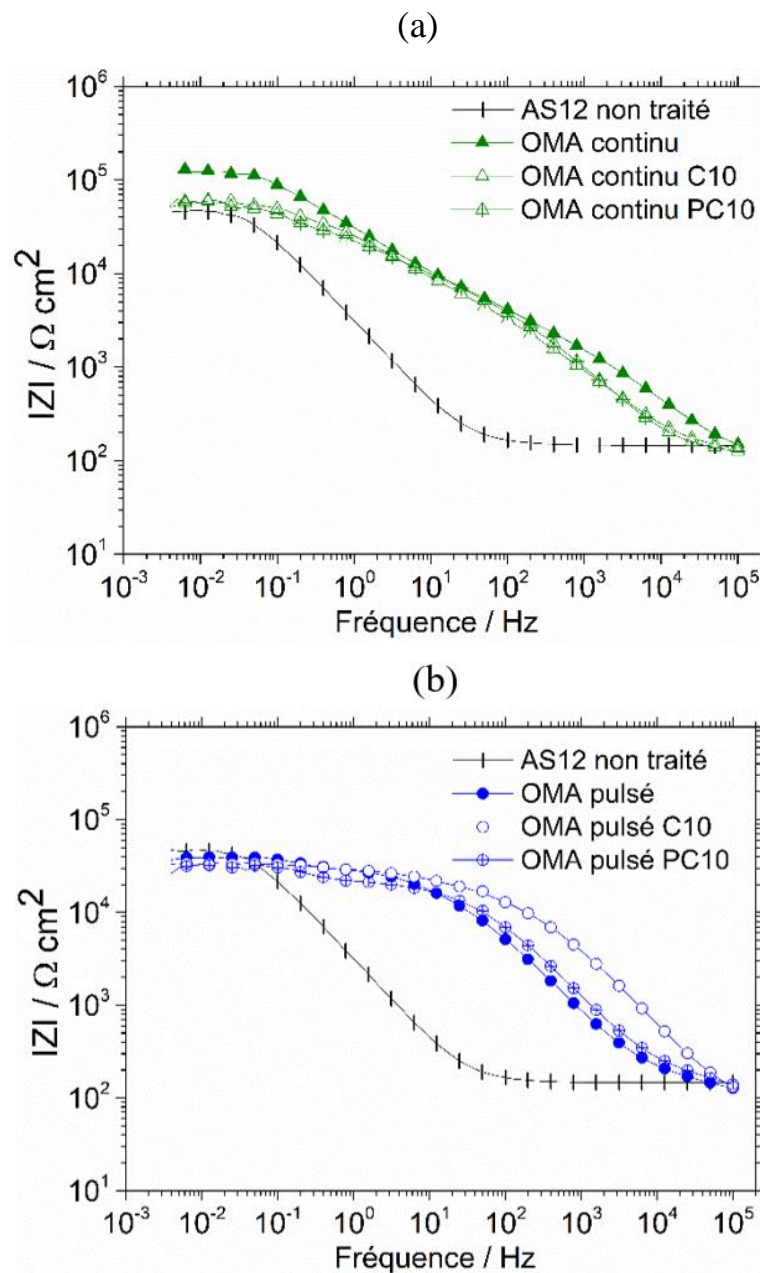 (a)
10^6
10^5
10^4
10^3
10^2
10^1
IZI / Ω cm^2
AS12 non traité
OMA continu
OMA continu C10
OMA continu PC10
10^-3 10^-2 10^-1 10^0 10^1 10^2 10^3 10^4 10^5
Fréquence / Hz
(b)
10^6
10^5
10^4
10^3
10^2
10^1
IZI / Ω cm^2
AS12 non traité
OMA pulsé
OMA pulsé C10
OMA pulsé PC10
10^-3 10^-2 10^-1 10^0 10^1 10^2 10^3 10^4 10^5
Fréquence / Hz